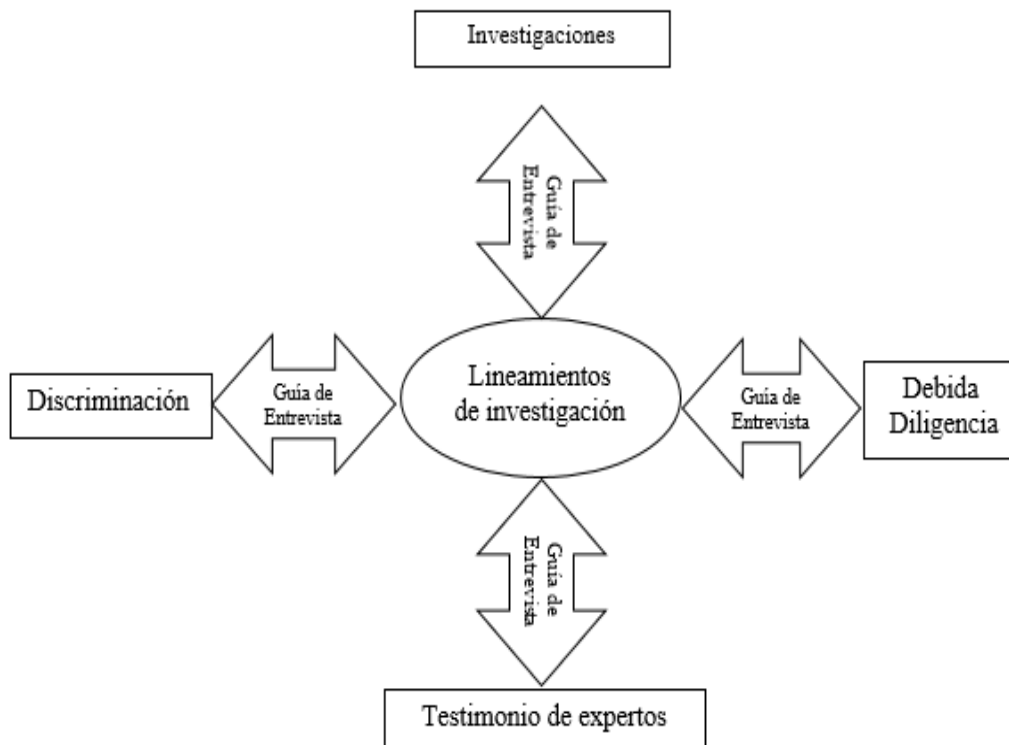 Investigaciones
Guía de
Entrevista
Discriminación
Guía de
Entrevista
Lineamientos
de investigación
Guía de
Entrevista
Debida
Diligencia
Guía de
Entrevista
Testimonio de expertos